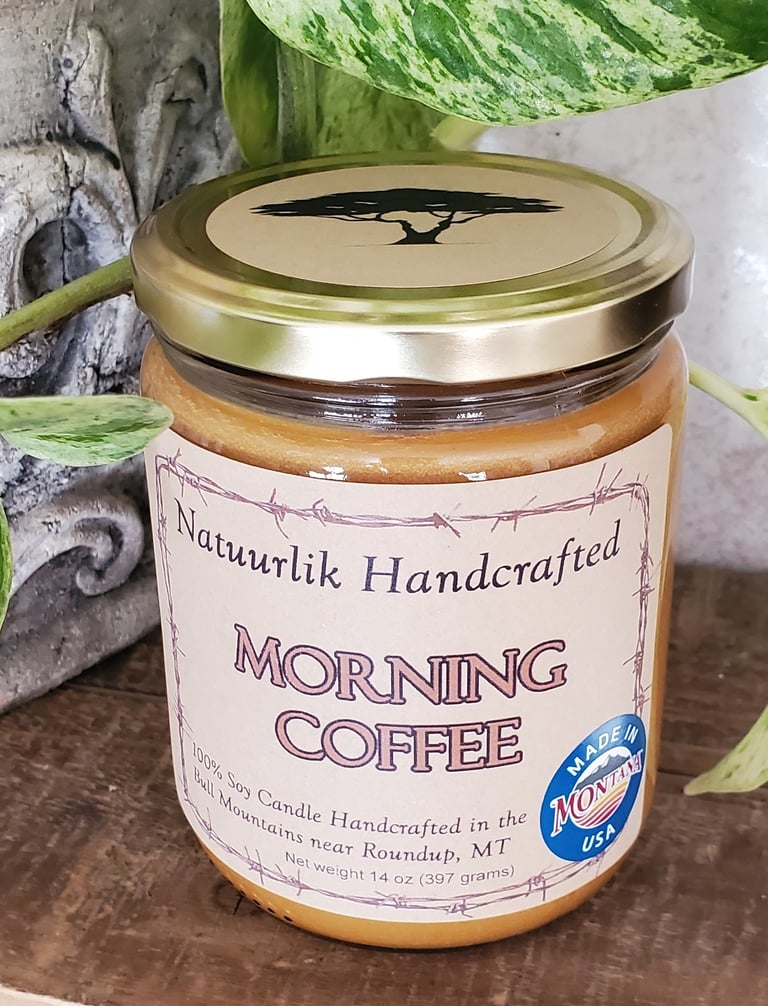 Natuurlik Handcrafted
MORNING
COFFEE
100% Soy Candle Handcrafted in the
Bull Mountains near Roundup, MT
Net weight 14 oz (397 grams)
MADE IN
MONTANA
USA